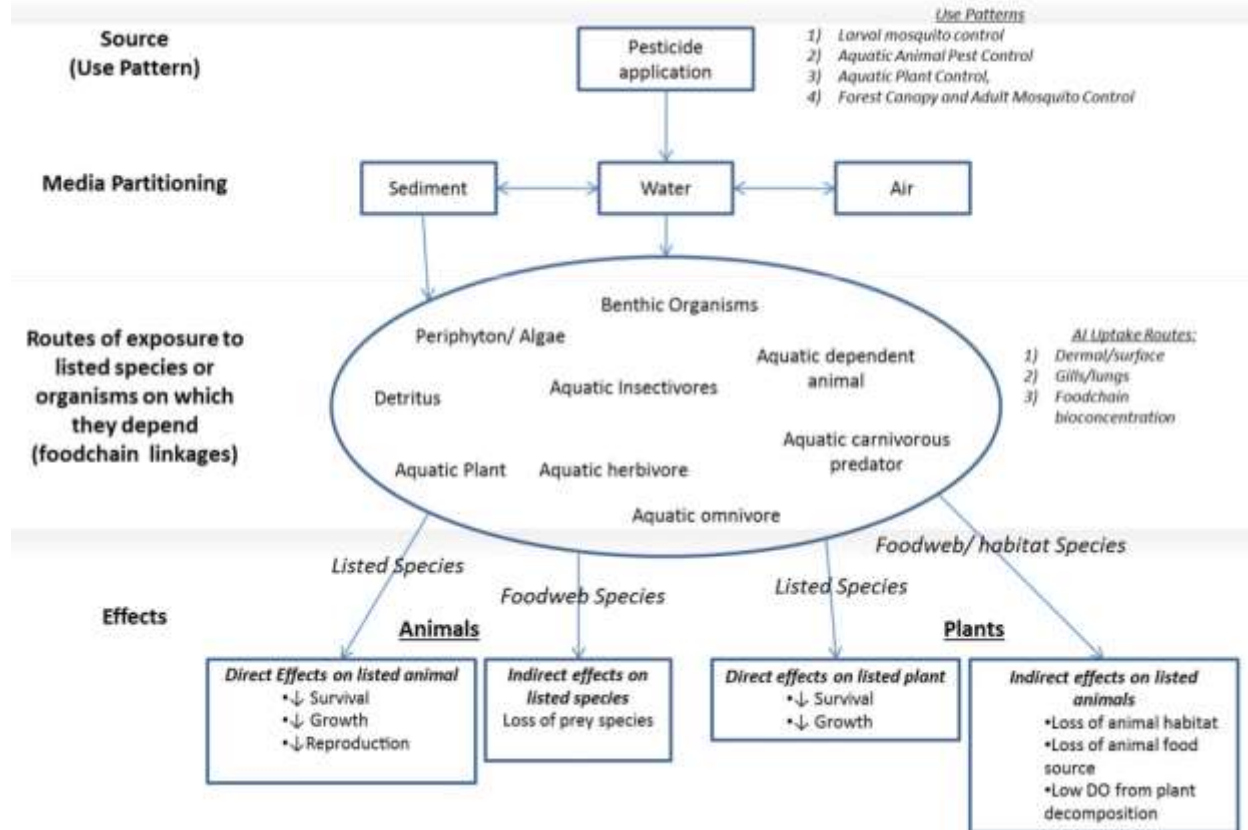 Use Patterns
Source
(Use Pattern)
Pesticide
application
1) Larval mosquito control
2) Aquatic Animal Pest Control
3) Aquatic Plant Control,
4) Forest Canopy and Adult Mosquito Control
Media Partitioning
Sediment
Water
Air
Routes of exposure to
listed species or
organisms on which
they depend
(foodchain linkages)
Benthic Organisms
Periphyton/ Algae
Aquatic dependent
animal
Detritus
Aquatic Insectivores
Aquatic carnivorous
predator
Aquatic Plant
Aquatic herbivore
Aquatic omnivore
AI Uptake Routes:
1) Dermal/surface
2) Gills/lungs
3) Foodchain
bioconcentration
Effects
Listed Species
Foodweb Species
Listed Species
Foodweb/ habitat Species
Animals
Plants
Direct Effects on listed animal
•↓ Survival
•↓ Growth
•↓Reproduction
Indirect effects on
listed species
Loss of prey species
Direct effects on listed plant
•↓ Survival
•↓ Growth
Indirect effects on listed
animals
•Loss of animal habitat
•Loss of animal food
source
•Low DO from plant
decomposition